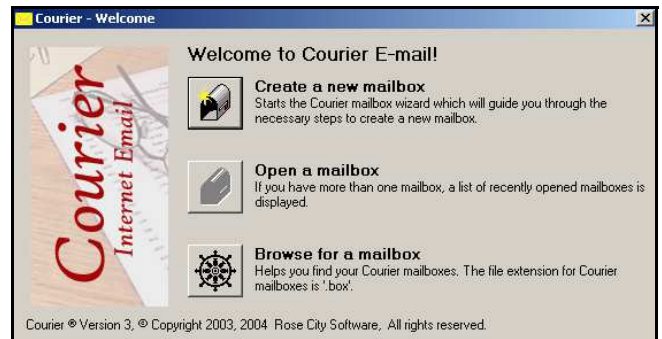 Courier - Welcome
Courier
Internet Email
Welcome to Courier E-mail!
Create a new mailbox
Starts the Courier mailbox wizard which will guide you through the
necessary steps to create a new mailbox.
Open a mailbox
If you have more than one mailbox, a list of recently opened mailboxes is
displayed.
Browse for a mailbox
Helps you find your Courier mailboxes. The file extension for Courier
mailboxes is '.box'.
Courier ® Version 3, © Copyright 2003, 2004 Rose City Software, All rights reserved.